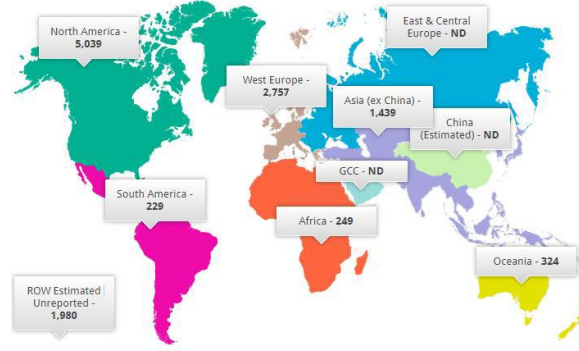 North America -
5,039
East & Central
Europe - ND
West Europe -
2,757
Asia (ex China) -
1,439
China
(Estimated) - ND
GCC - ND
South America -
229
Africa - 249
Oceania - 324
ROW Estimated
Unreported -
1,980